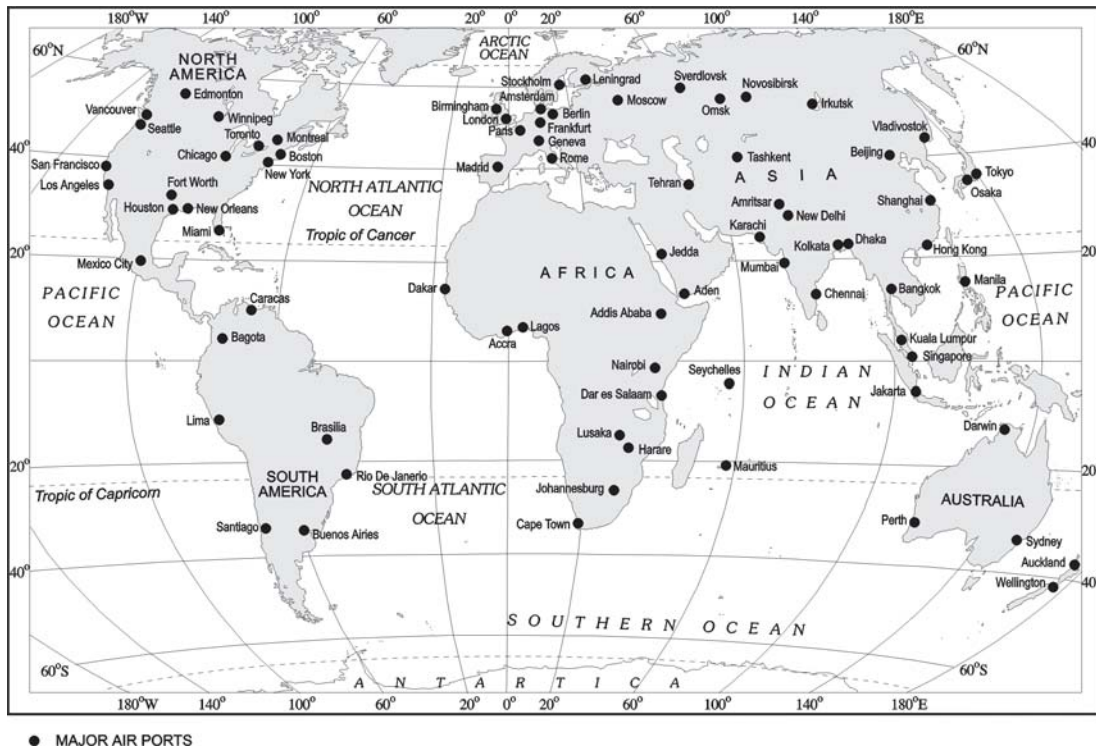 180°W 140° 100° 60° 20° 0° 20° 60° 100° 140° 180°E
60°N
60°N
ARCTIC
OCEAN
NORTH
AMERICA
Edmonton
Vancouver
Seattle
Winnipeg
Toronto
Montreal
Chicago
Boston
New York
San Francisco
Los Angeles
Fort Worth
Houston
New Orleans
Miami
Mexico City
40°
40°
20°
20°
Stockholm
Leningrad
Amsterdam
Birmingham
London
Berlin
Paris
Frankfurt
Geneva
Madrid
Rome
Moscow
Sverdlovsk
Omsk
Novosibirsk
Irkutsk
Vladivostok
Beijing
Tashkent
Tehran
ASIA
Tokyo
Osaka
Shanghai
Amritsar
New Delhi
Karachi
Kolkata
Dhaka
Hong Kong
Mumbai
Chennai
Bangkok
Manila
Kuala Lumpur
Singapore
Jakarta
NORTH ATLANTIC
OCEAN
Tropic of Cancer
PACIFIC
OCEAN
PACIFIC
OCEAN
Caracas
Bagota
Lima
Brasilia
SOUTH
AMERICA
Rio De Janerio
Santiago
Buenos Airies
Dakar
AFRICA
Jedda
Aden
Addis Ababa
Accra
Lagos
Nairobi
Dar es Salaam
Seychelles
INDIAN
OCEAN
Lusaka
Harare
Mauritius
Johannesburg
Cape Town
SOUTH ATLANTIC
OCEAN
Tropic of Capricorn
Darwin
AUSTRALIA
Perth
Sydney
Auckland
Wellington
20°
20°
40°
40°
SOUTHERN OCEAN
60°S
60°S
ANTARTICA
180°W 140° 100° 60° 20° 0° 20° 60° 100° 140° 180°E
MAJOR AIR PORTS